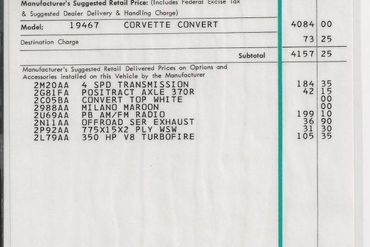 Manufacturer's Suggested Retail Price: (Includes Federal Excise Tax
& Suggested Dealer Delivery & Handling Charge)
Model: 19467 CORVETTE CONVERT 4084 00
Destination Charge 73 25
Subtotal 4157 25
Manufacturer's Suggested Retail Delivered Prices on Options and
Accessories installed on this Vehicle by the Manufacturer
2M20AA 4 SPD TRANSMISSION 184 35
2G81FA POSITRACT AXLE 370R 42 15
2C05BA CONVERT TOP WHITE 00
2988AA MILANO MAROON 00
2U69AA PB AM/FM RADIO 199 10
2N11AA OFFROAD SER EXHAUST 36 90
2P92AA 775X15X2 PLY WSW 31 30
2L79AA 350 HP V8 TURBOFIRE 105 35